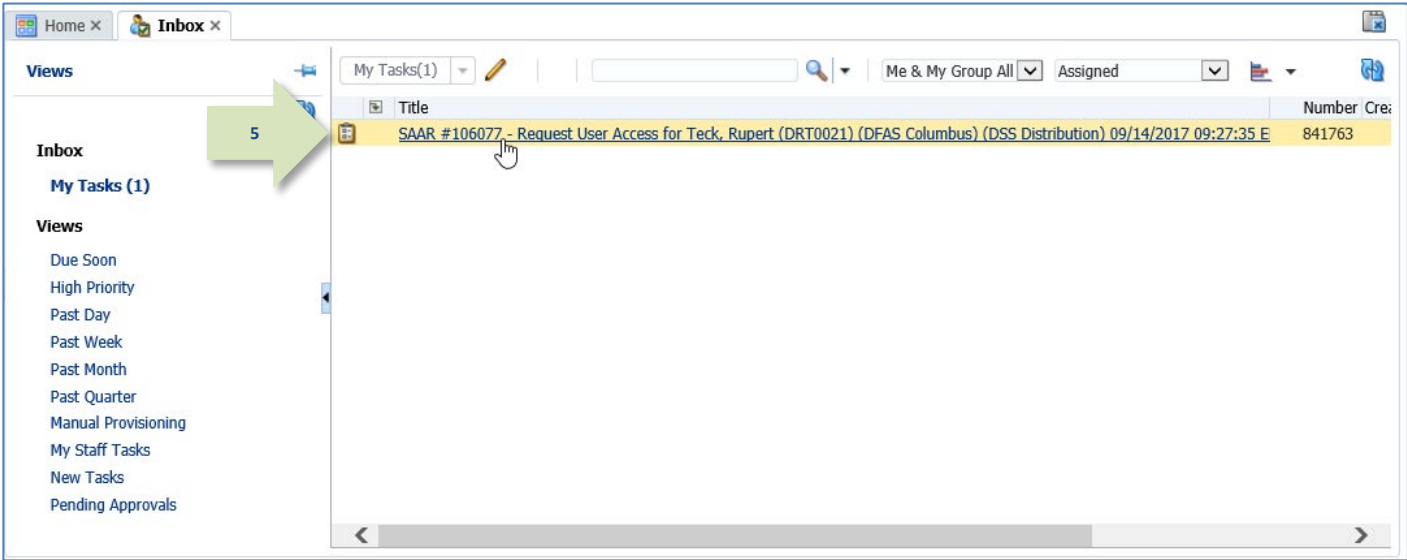 Home × Inbox ×
Views
My Tasks(1) Me & My Group All Assigned
Title Number Crea
5
SAAR #106077 - Request User Access for Teck, Rupert (DRT0021) (DFAS Columbus) (DSS Distribution) 09/14/2017 09:27:35 E 841763
Inbox
My Tasks (1)
Views
Due Soon
High Priority
Past Day
Past Week
Past Month
Past Quarter
Manual Provisioning
My Staff Tasks
New Tasks
Pending Approvals